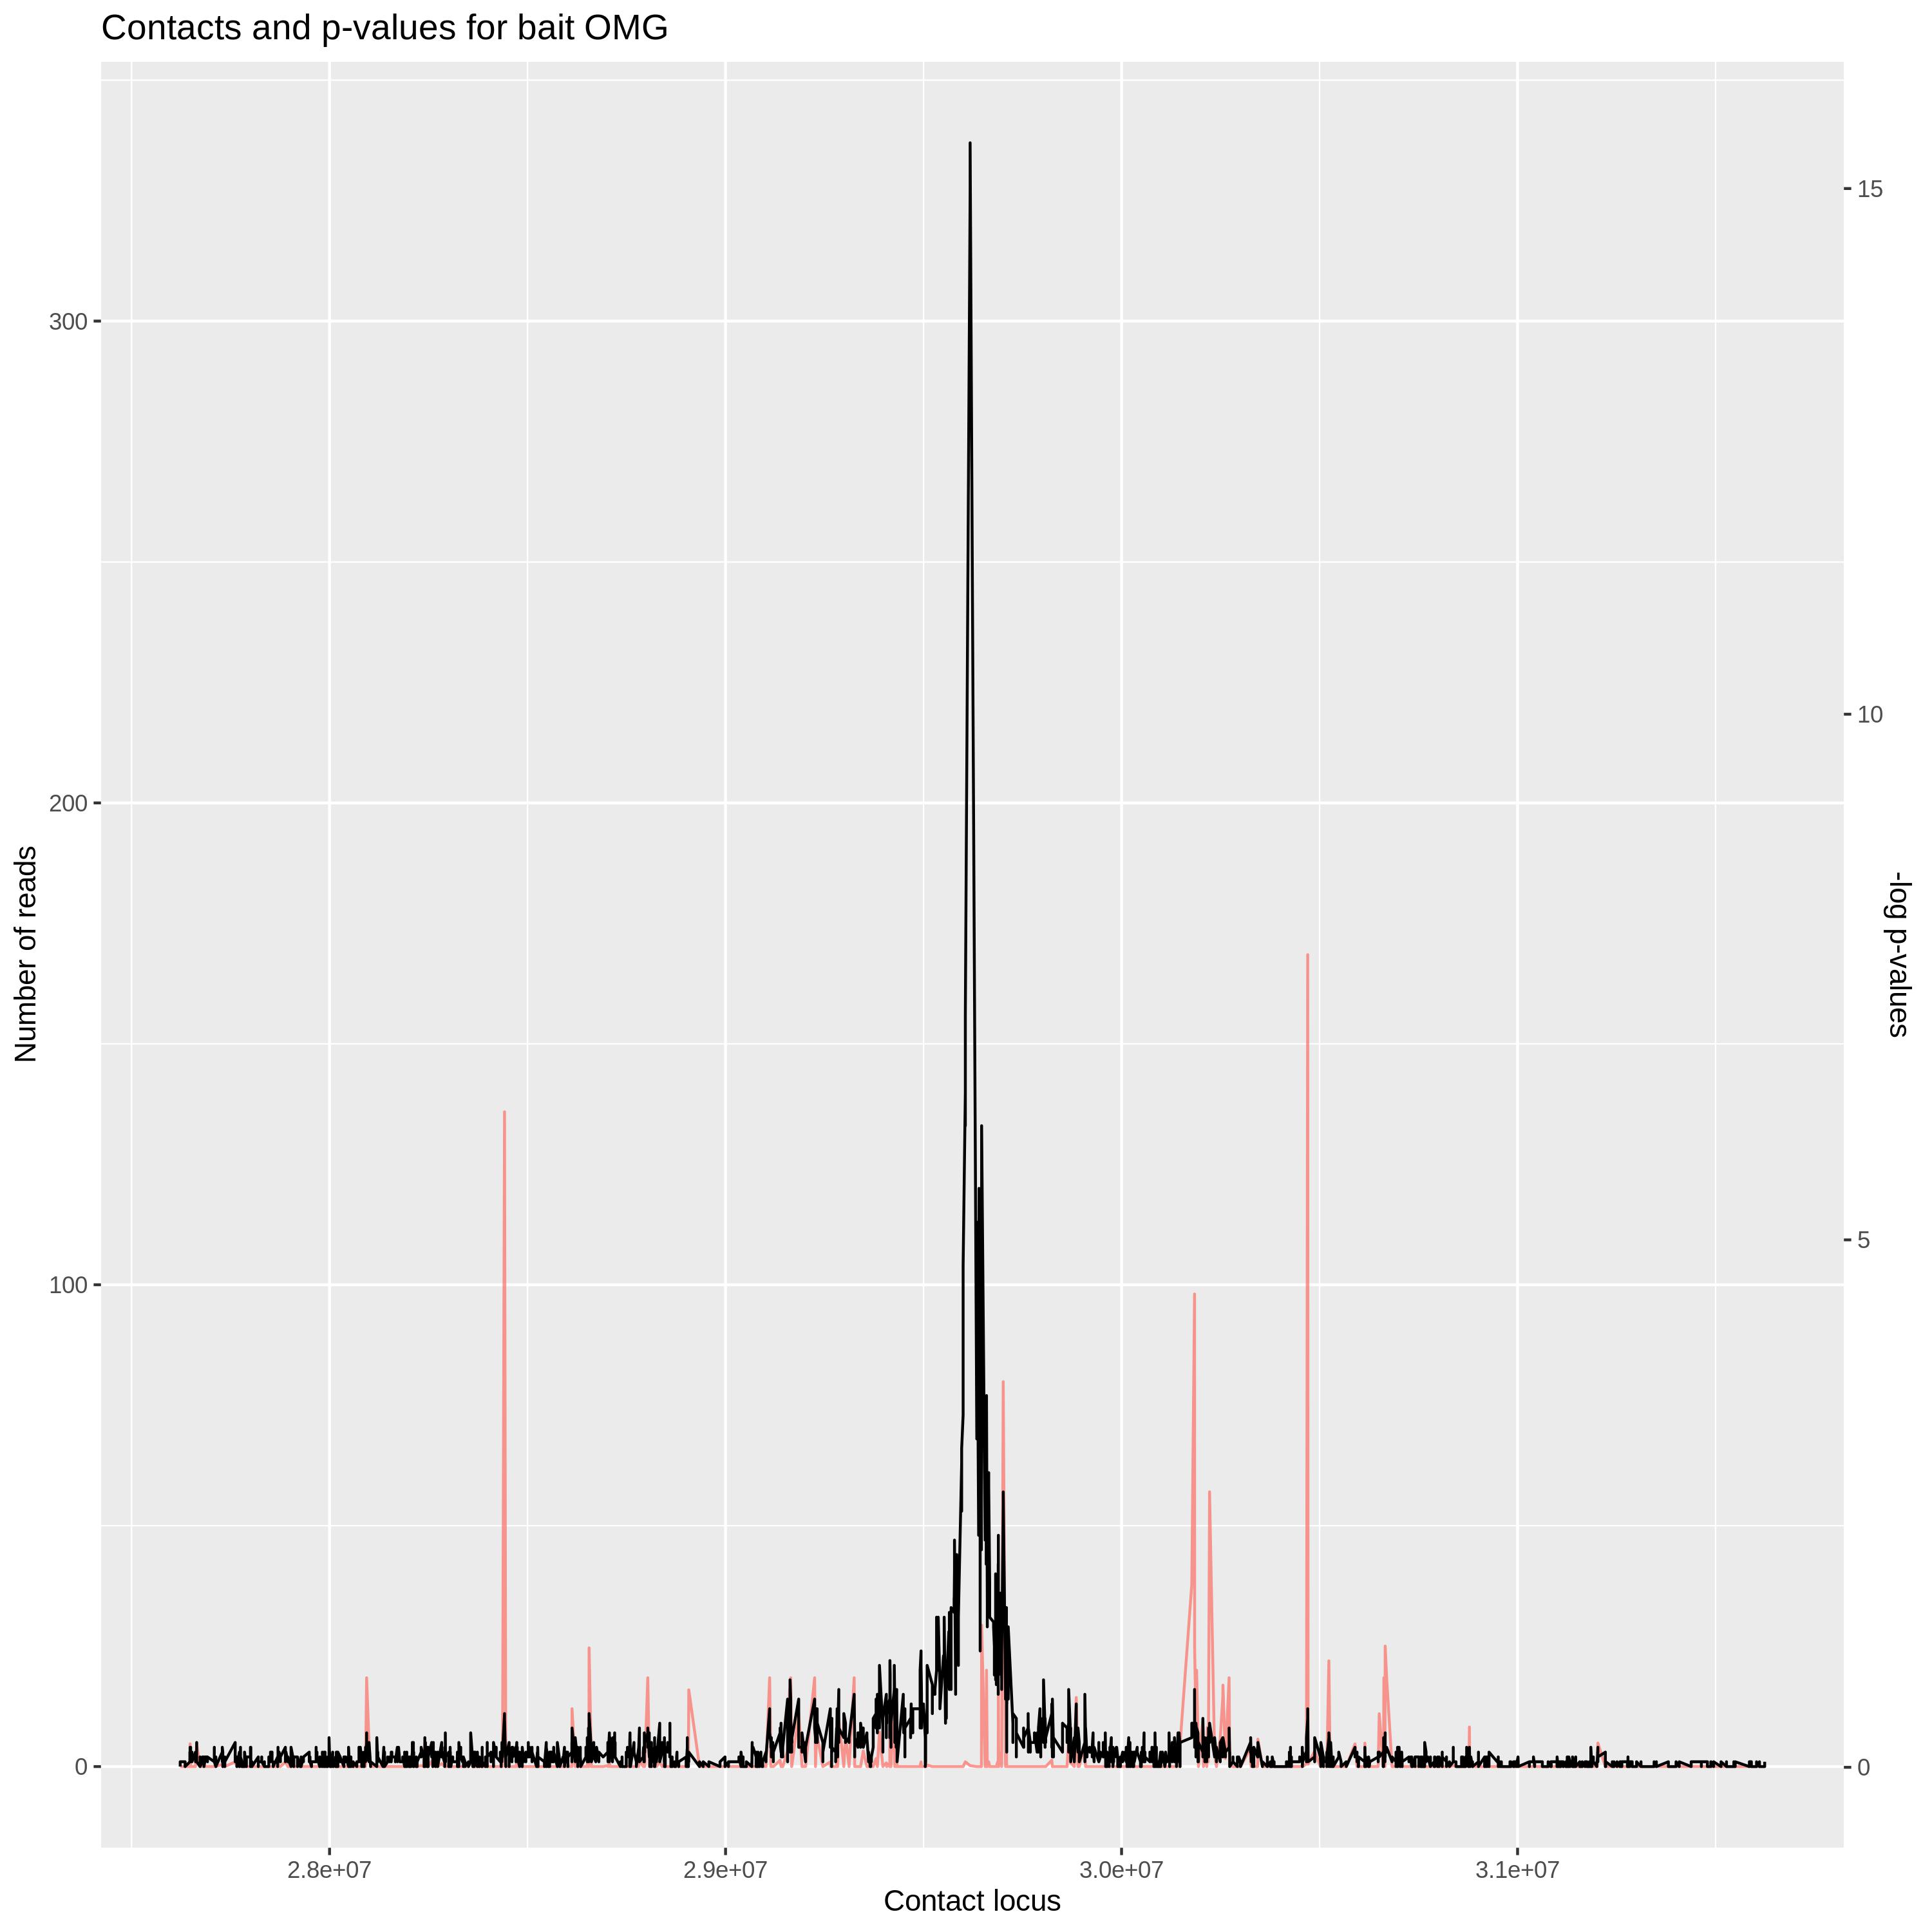 Contacts and p-values for bait OMG
300
200
100
0
Number of reads
15
10
5
0
-log p-values
2.8e+07
2.9e+07
3.0e+07
3.1e+07
Contact locus